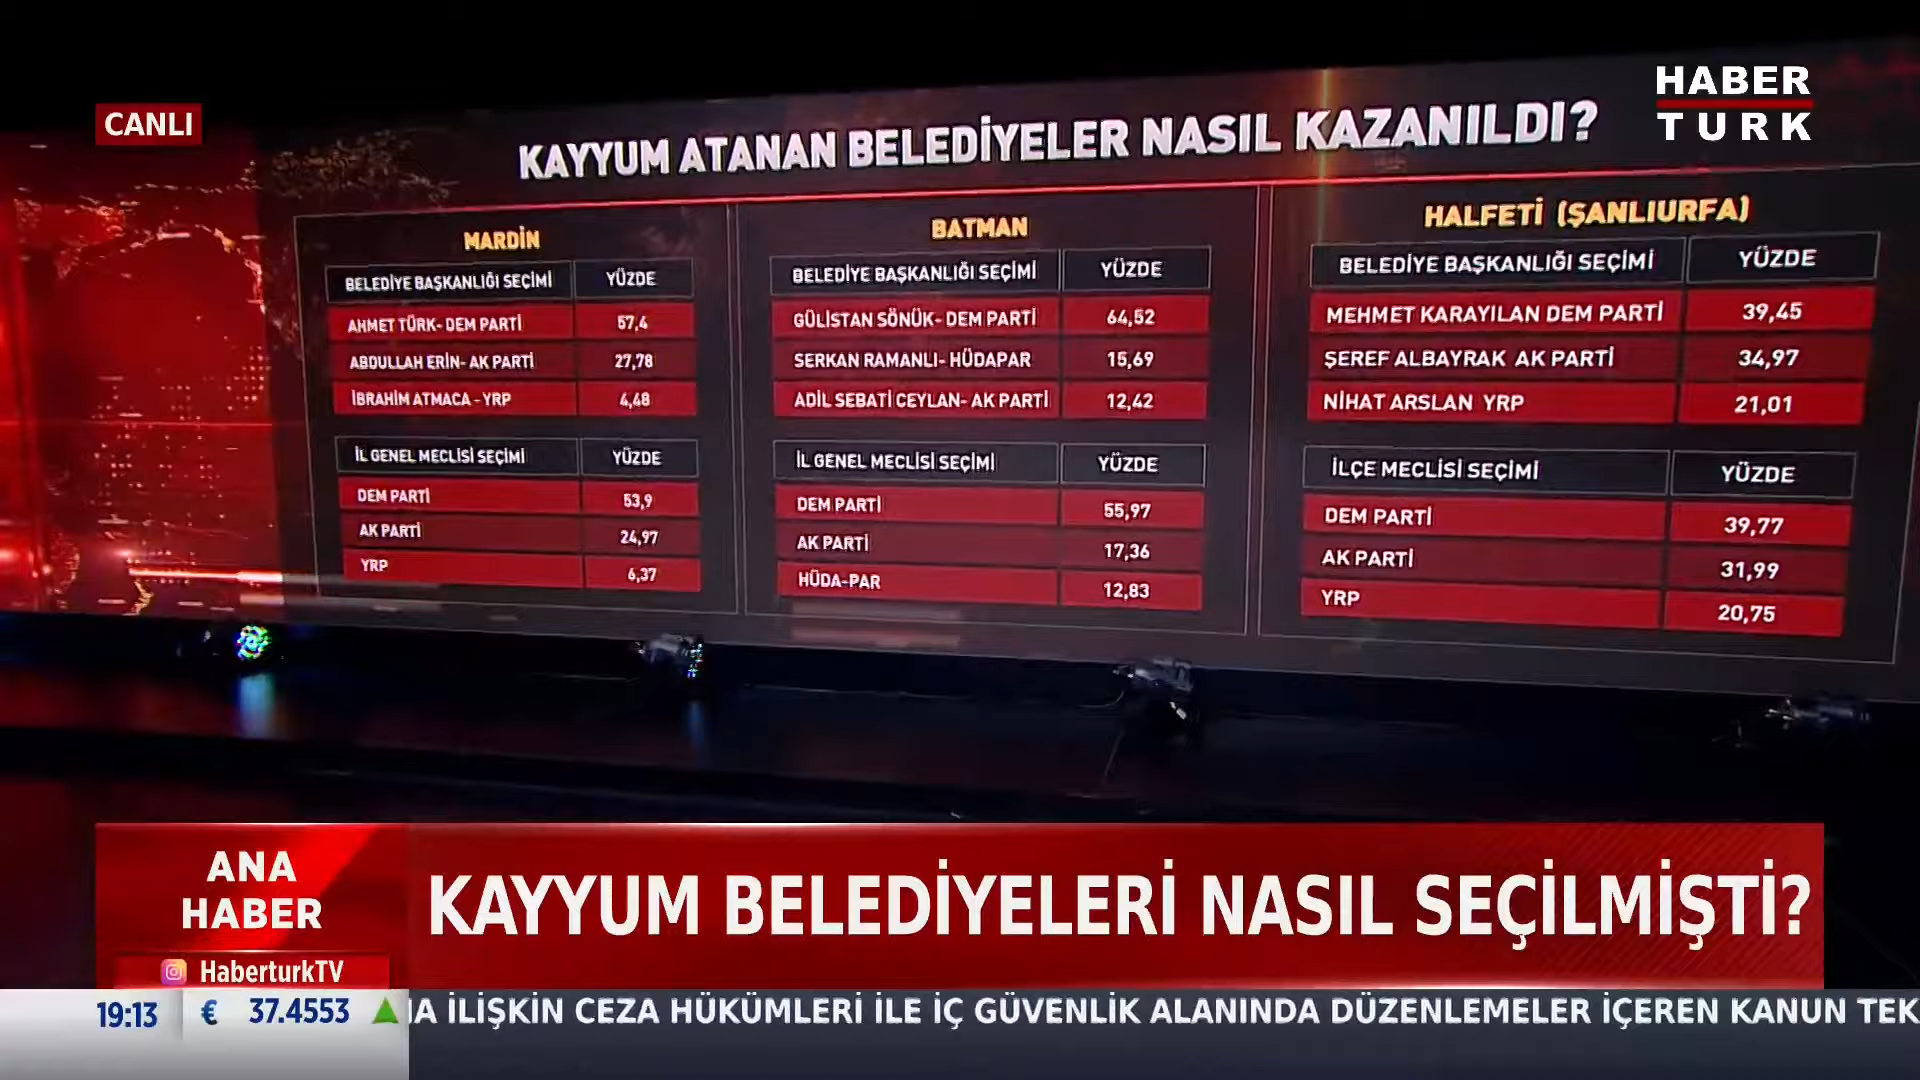 CANLI
HABER
TURK
KAYYUM ATANAN BELEDİYELER NASIL KAZANILDI?
MARDİN
BELEDİYE BAŞKANLIĞI SEÇİMİ YÜZDE
AHMET TÜRK- DEM PARTİ 57,4
ABDULLAH ERİN- AK PARTİ 27,78
İBRAHİM ATMACA - YRP 4,48
İL GENEL MECLİSİ SEÇİMİ YÜZDE
DEM PARTİ 53,9
AK PARTİ 24,97
YRP 6,37
BATMAN
BELEDİYE BAŞKANLIĞI SEÇİMİ YÜZDE
GÜLİSTAN SÖNÜK- DEM PARTİ 64,52
SERKAN RAMANLI- HÜDAPAR 15,69
ADİL SEBATİ CEYLAN- AK PARTİ 12,42
İL GENEL MECLİSİ SEÇİMİ YÜZDE
DEM PARTİ 55,97
AK PARTİ 17,36
HÜDA-PAR 12,83
HALFETİ (ŞANLIURFA)
BELEDİYE BAŞKANLIĞI SEÇİMİ YÜZDE
MEHMET KARAYILAN DEM PARTİ 39,45
ŞEREF ALBAYRAK AK PARTİ 34,97
NİHAT ARSLAN YRP 21,01
İLÇE MECLİSİ SEÇİMİ YÜZDE
DEM PARTİ 39,77
AK PARTİ 31,99
YRP 20,75
ANA
HABER
HaberturkTV
KAYYUM BELEDİYELERİ NASIL SEÇİLMİŞTİ?
19:13 € 37.4553
İLİŞKİN CEZA HÜKÜMLERİ İLE İÇ GÜVENLİK ALANINDA DÜZENLEMELER İÇEREN KANUN TEK